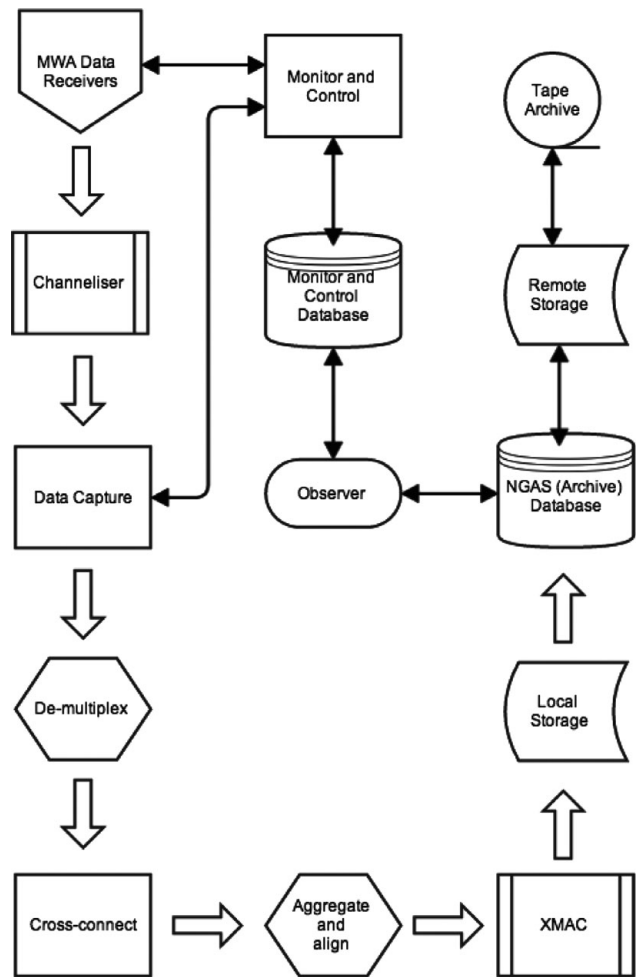 MWA Data
Receivers
Monitor and
Control
Tape
Archive
Channeliser
Monitor and
Control
Database
Remote
Storage
Data Capture
Observer
NGAS (Archive)
Database
De-multiplex
Local
Storage
Cross-connect
Aggregate
and
align
XMAC